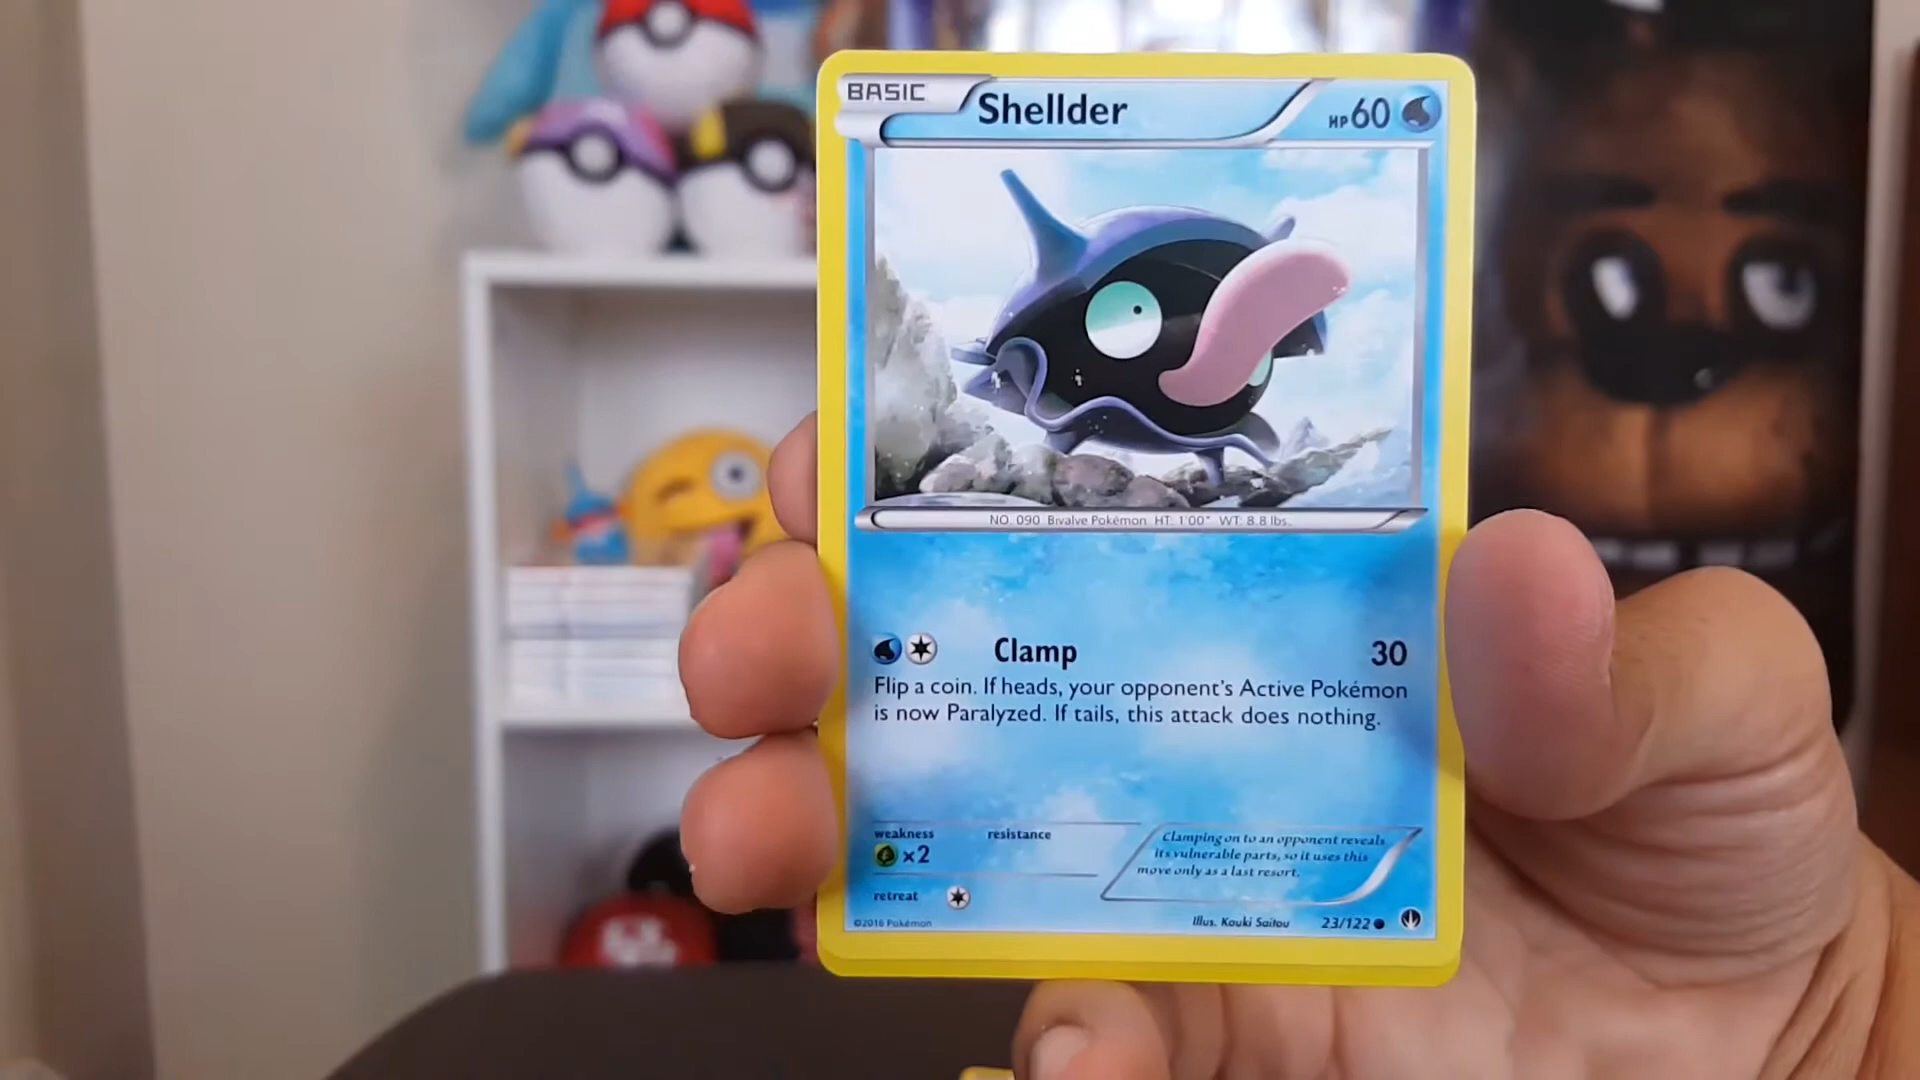 BASIC
Shellder
HP60
NO. 090 Bivalve Pokémon HT: 1'00" WT: 8.8 lbs.
Clamp 30
Flip a coin. If heads, your opponent's Active Pokémon
is now Paralyzed. If tails, this attack does nothing.
weakness
×2
resistance
retreat
Clamping on to an opponent reveals
its vulnerable parts, so it uses this
move only as a last resort.
©2016 Pokémon
Illus. Kouki Saitou
23/122